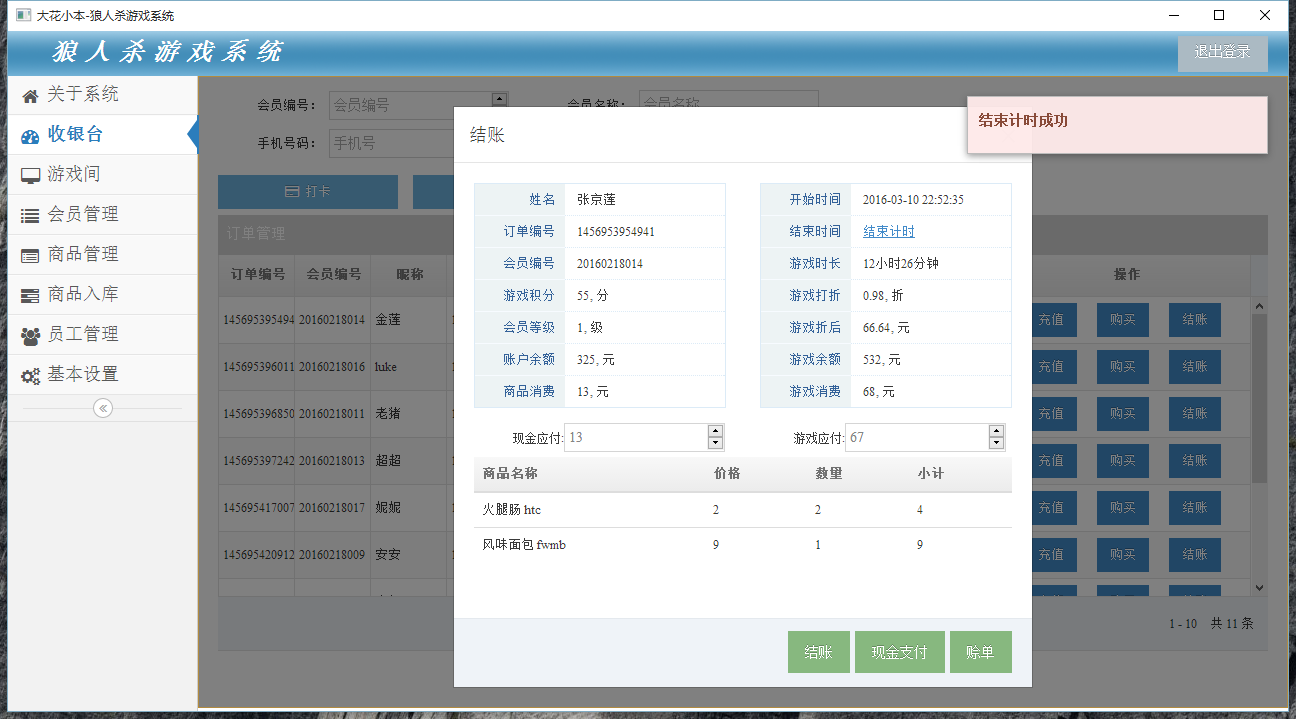 大花小本-狼人杀游戏系统
狼人杀游戏系统
退出登录
关于系统
收银台
游戏间
会员管理
商品管理
商品入库
员工管理
基本设置
会员编号：
会员编号
会员名称：
会员名称
手机号码：
手机号
结束计时成功
打卡
订单管理
订单编号 会员编号 昵称 操作
145695395494 20160218014 金莲 充值 购买 结账
145695396011 20160218016 luke 充值 购买 结账
145695396850 20160218011 老猪 充值 购买 结账
145695397242 20160218013 超超 充值 购买 结账
145695417007 20160218017 妮妮 充值 购买 结账
145695420912 20160218009 安安 充值 购买 结账
1 - 10 共 11 条
结账
姓名 张京莲
订单编号 1456953954941
会员编号 20160218014
游戏积分 55, 分
会员等级 1, 级
账户余额 325, 元
商品消费 13, 元
开始时间 2016-03-10 22:52:35
结束时间 结束计时
游戏时长 12小时26分钟
游戏打折 0.98, 折
游戏折后 66.64, 元
游戏余额 532, 元
游戏消费 68, 元
现金应付: 13
游戏应付: 67
商品名称 价格 数量 小计
火腿肠 htc 2 2 4
风味面包 fwmb 9 1 9
结账 现金支付 赊单